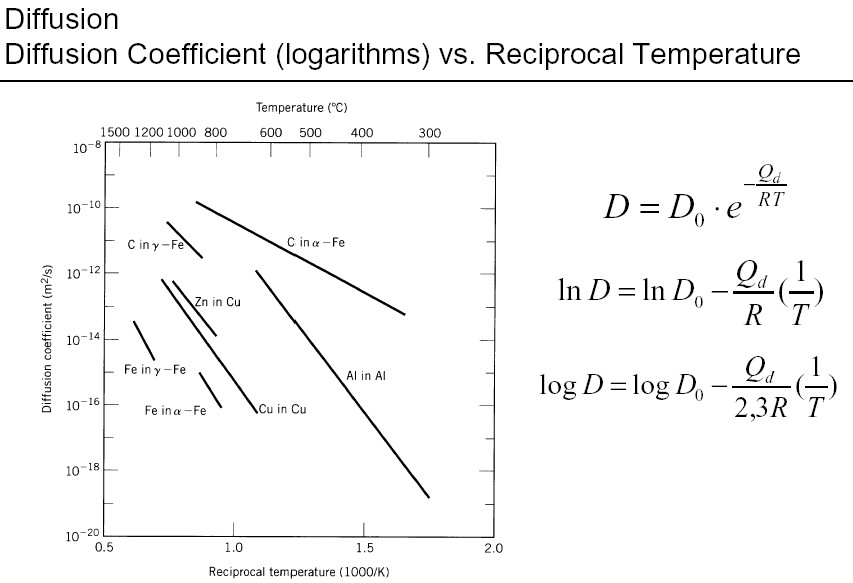 Diffusion
Diffusion Coefficient (logarithms) vs. Reciprocal Temperature
Temperature (°C)
1500 1200 1000 800 600 500 400 300
10⁻⁸
10⁻¹⁰
10⁻¹²
10⁻¹⁴
10⁻¹⁶
10⁻¹⁸
10⁻²⁰
Diffusion coefficient (m²/s)
C in γ−Fe
C in α−Fe
Zn in Cu
Fe in γ−Fe
Al in Al
Fe in α−Fe
Cu in Cu
0.5 1.0 1.5 2.0
Reciprocal temperature (1000/K)
D = D₀ · e^(−Q_d/RT)
ln D = ln D₀ − Q_d/R (1/T)
log D = log D₀ − Q_d/2,3R (1/T)